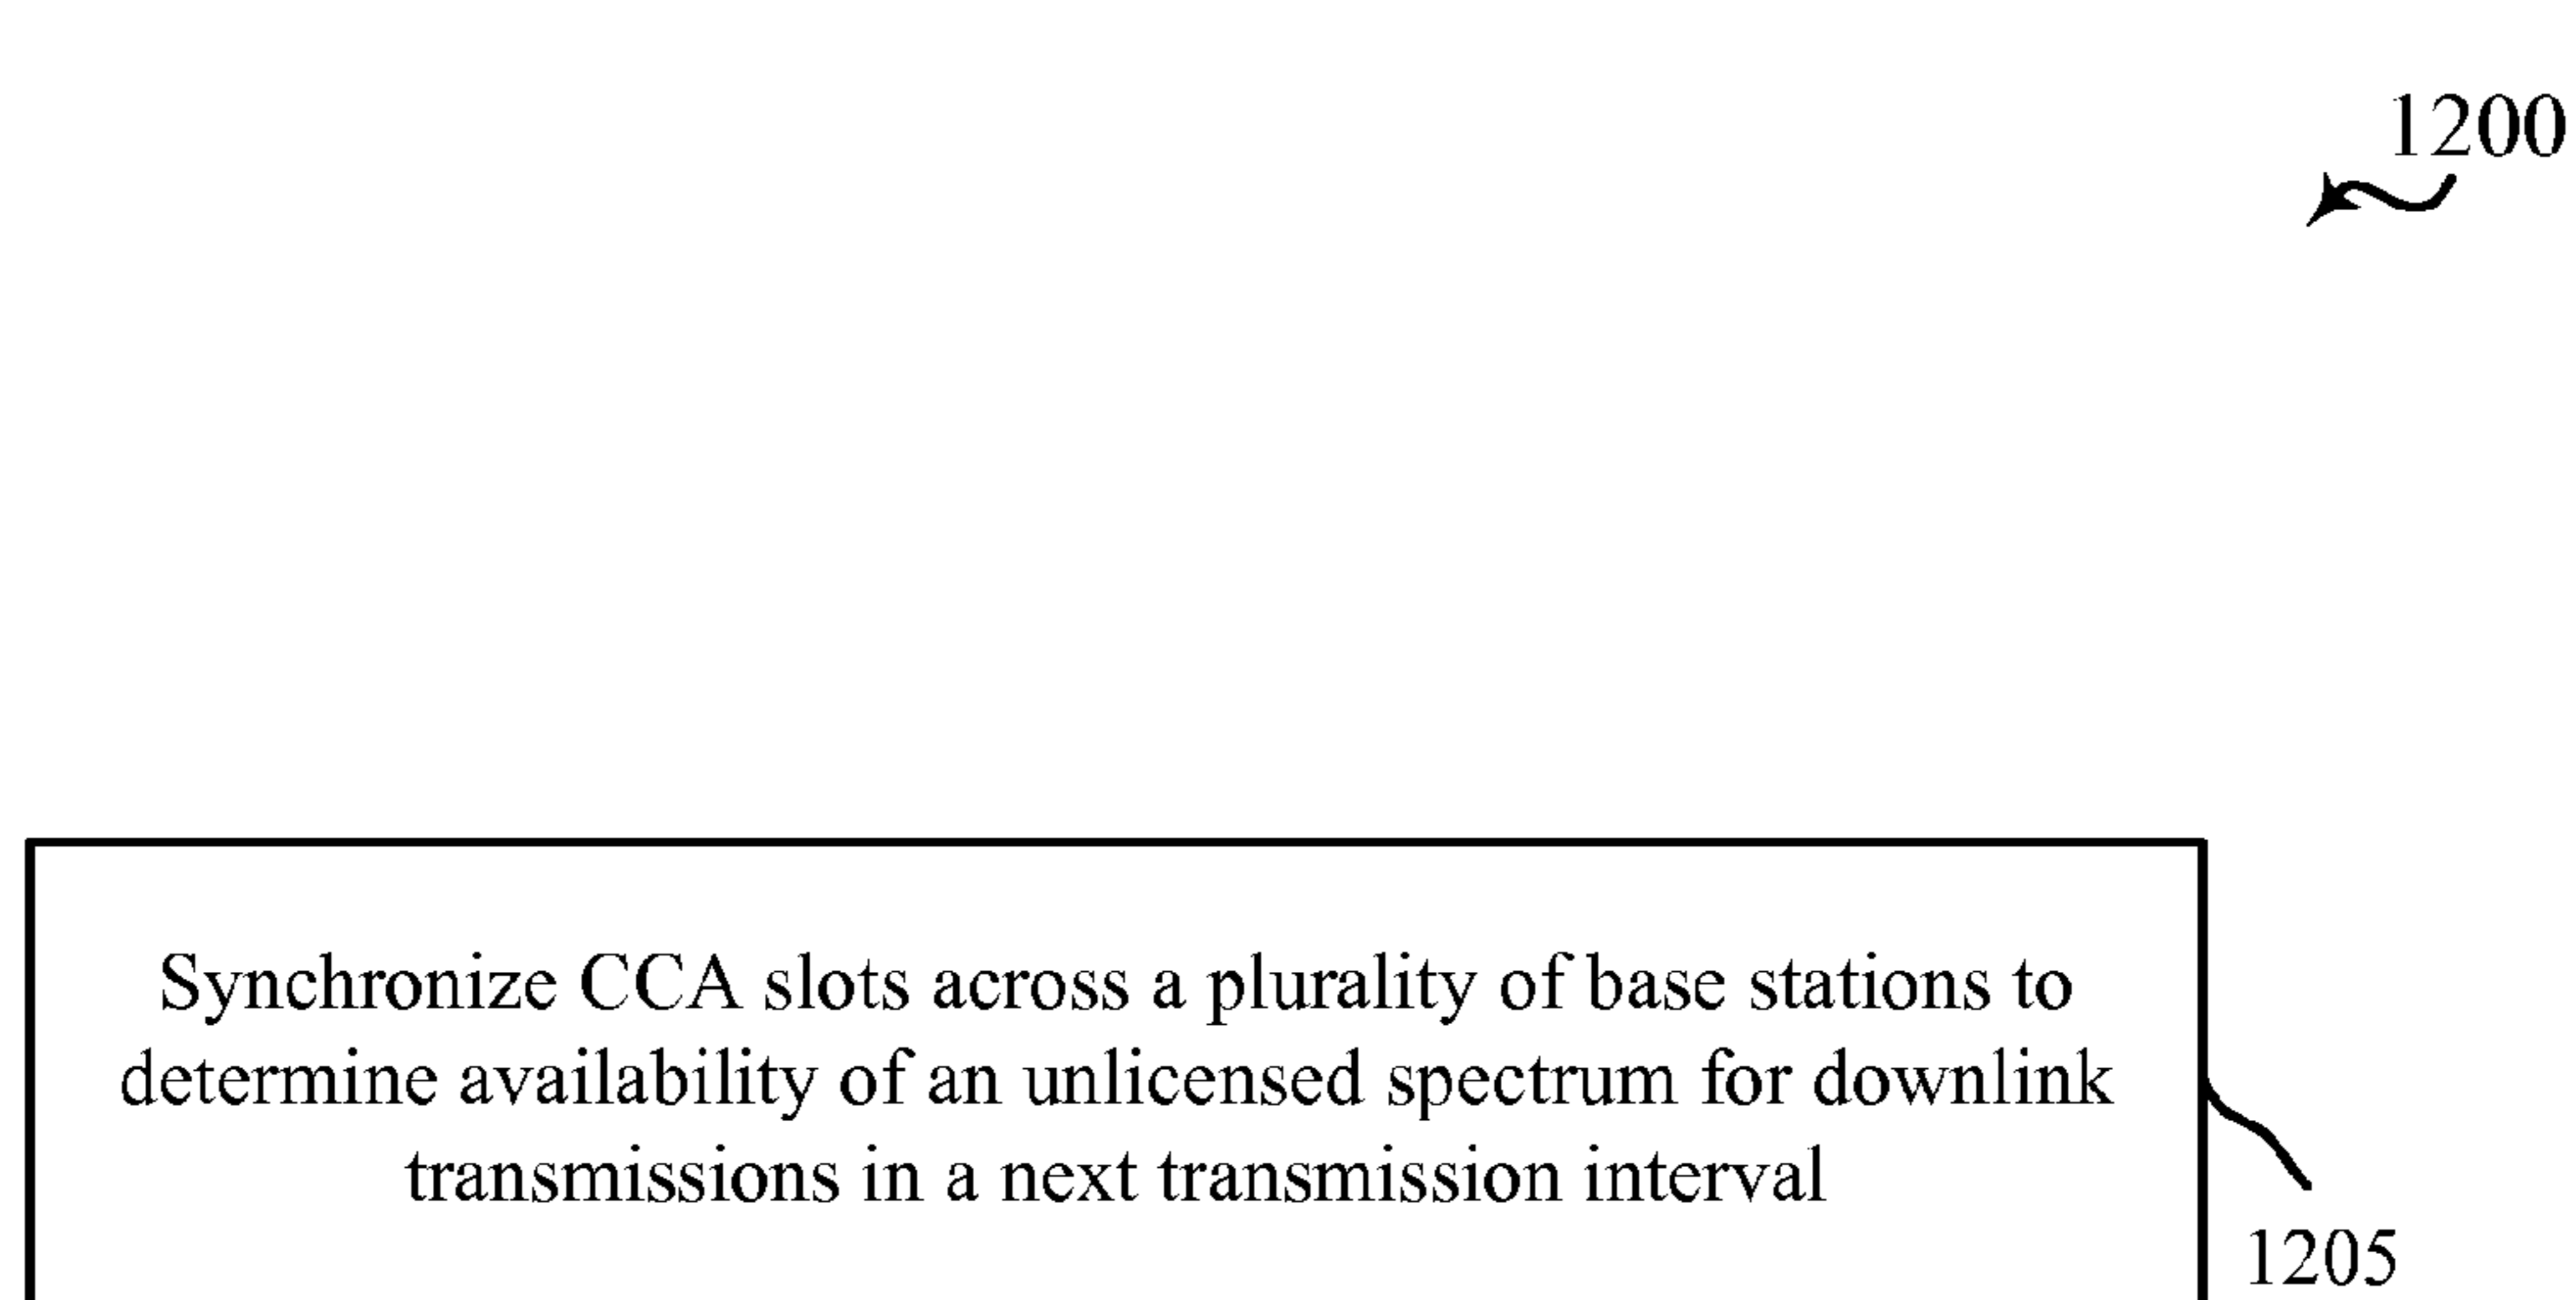 1200
Synchronize CCA slots across a plurality of base stations to
determine availability of an unlicensed spectrum for downlink
transmissions in a next transmission interval
1205